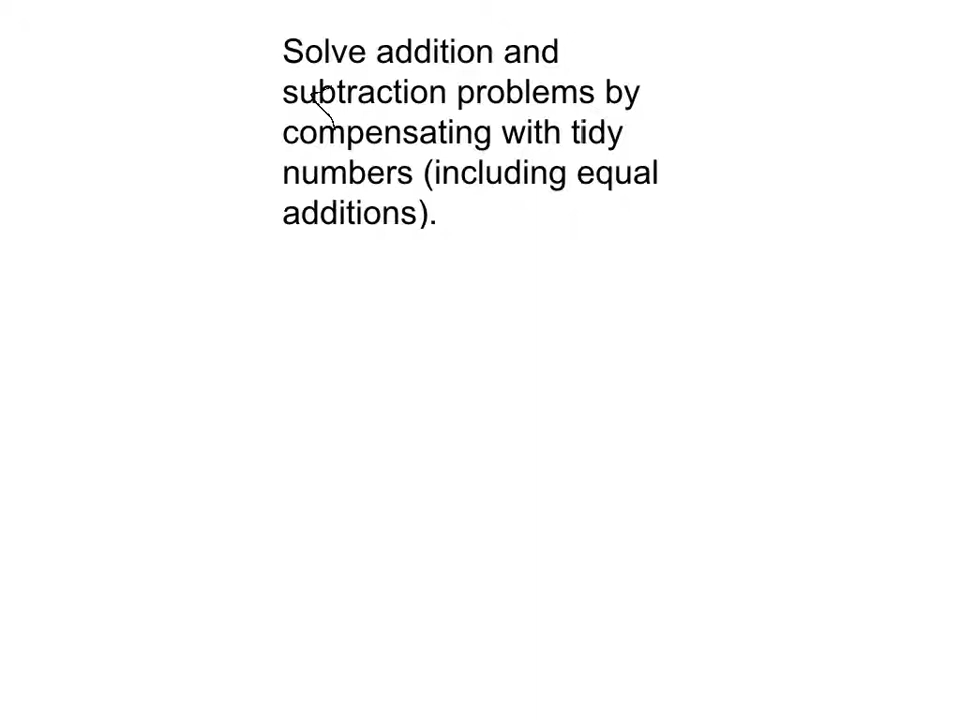 Solve addition and
subtraction problems by
compensating with tidy
numbers (including equal
additions).